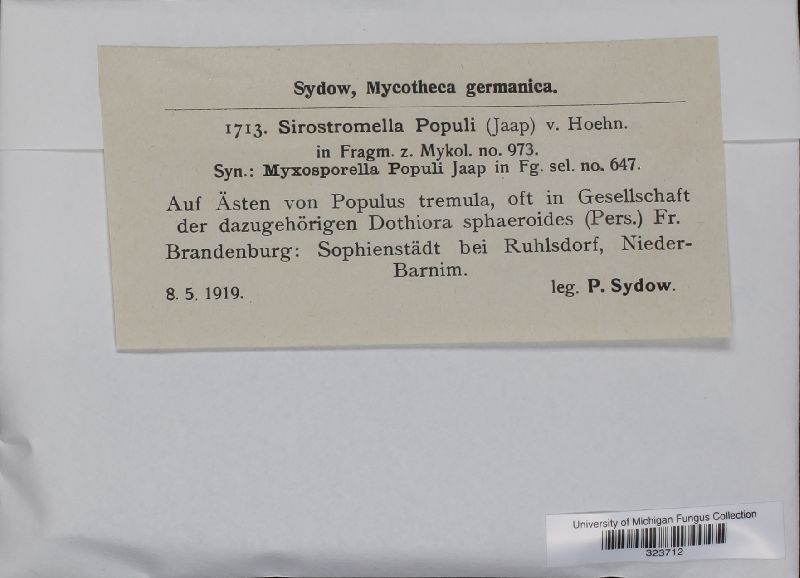 Sydow, Mycotheca germanica.
1713. Sirostromella Populi (Jaap) v. Hoehn.
in Fragm. z. Mykol. no. 973.
Syn.: Myxosporella Populi Jaap in Fg. sel. no. 647.
Auf Ästen von Populus tremula, oft in Gesellschaft
der dazugehörigen Dothiora sphaeroides (Pers.) Fr.
Brandenburg: Sophienstädt bei Ruhlsdorf, Nieder-
Barnim.
8. 5. 1919. leg. P. Sydow.
University of Michigan Fungus Collection
323712